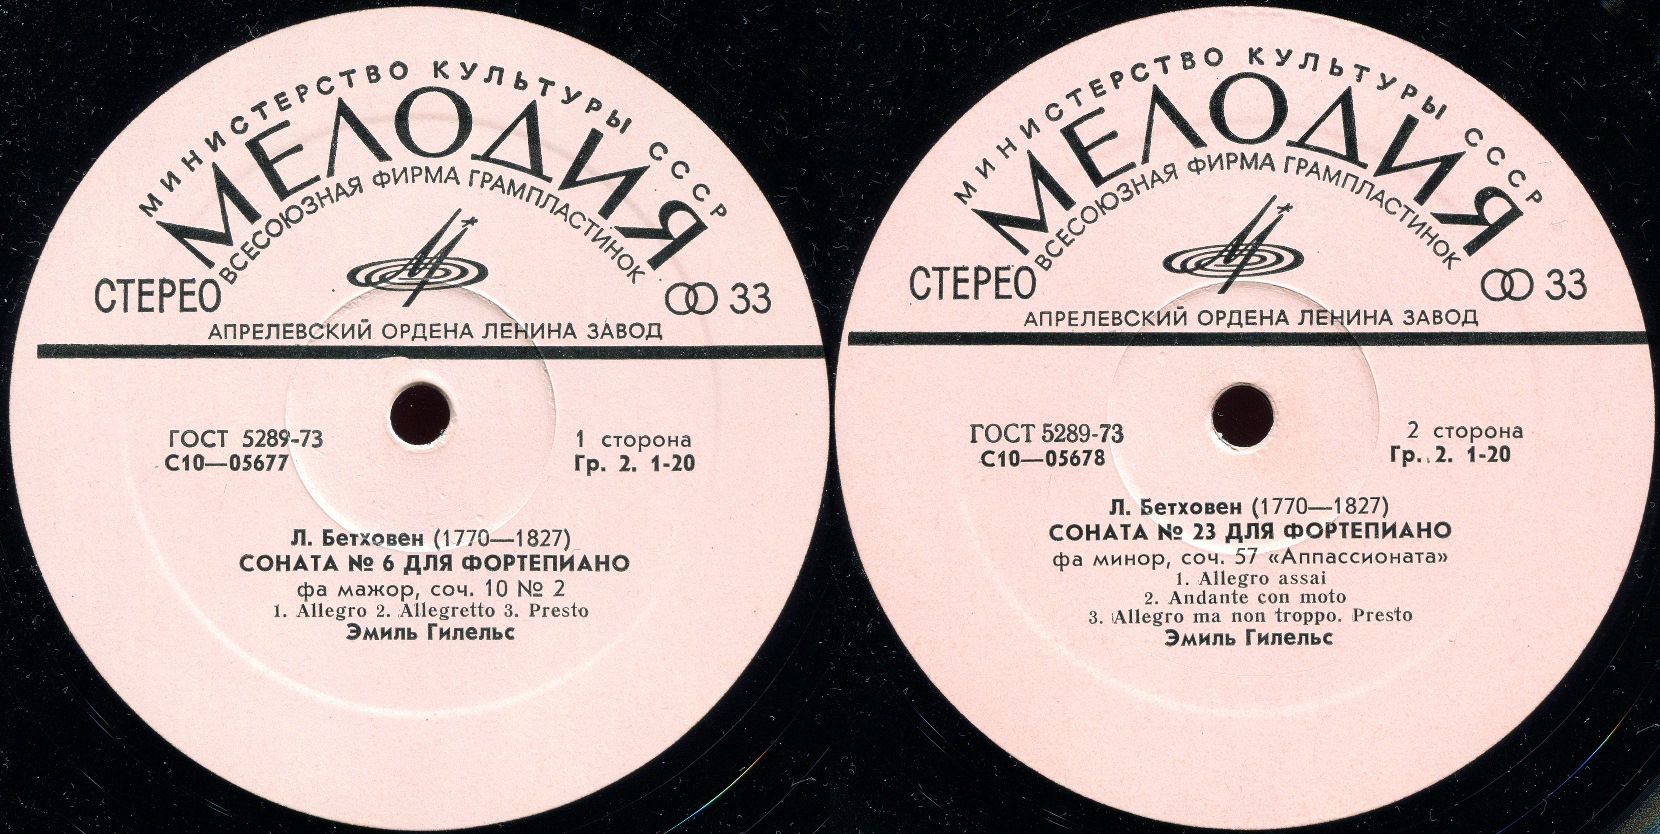 МИНИСТЕРСТВО КУЛЬТУРЫ СССР
МЕЛОДИЯ
ВСЕСОЮЗНАЯ ФИРМА ГРАМПЛАСТИНОК
СТЕРЕО
33
АПРЕЛЕВСКИЙ ОРДЕНА ЛЕНИНА ЗАВОД
ГОСТ 5289-73
С10—05677
1 сторона
Гр. 2. 1-20
Л. Бетховен (1770—1827)
СОНАТА № 6 ДЛЯ ФОРТЕПИАНО
фа мажор, соч. 10 № 2
1. Allegro 2. Allegretto 3. Presto
Эмиль Гилельс
МИНИСТЕРСТВО КУЛЬТУРЫ СССР
МЕЛОДИЯ
ВСЕСОЮЗНАЯ ФИРМА ГРАМПЛАСТИНОК
СТЕРЕО
33
АПРЕЛЕВСКИЙ ОРДЕНА ЛЕНИНА ЗАВОД
ГОСТ 5289-73
С10—05678
2 сторона
Гр. 2. 1-20
Л. Бетховен (1770—1827)
СОНАТА № 23 ДЛЯ ФОРТЕПИАНО
фа минор, соч. 57 «Аппассионата»
1. Allegro assai
2. Andante con moto
3. Allegro ma non troppo. Presto
Эмиль Гилельс